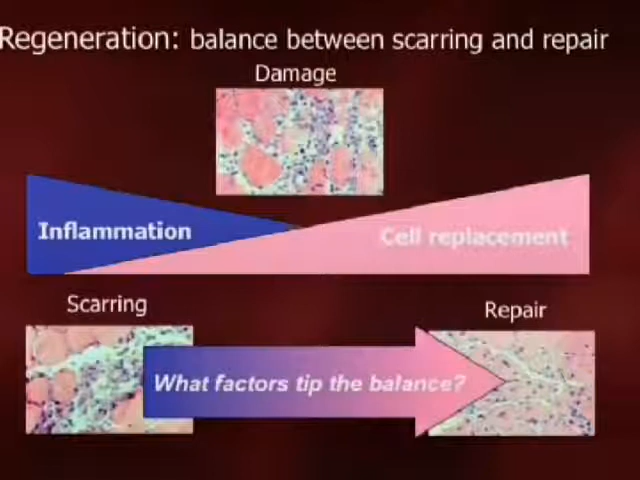 Regeneration: balance between scarring and repair
Damage
Inflammation
Cell replacement
Scarring
Repair
What factors tip the balance?